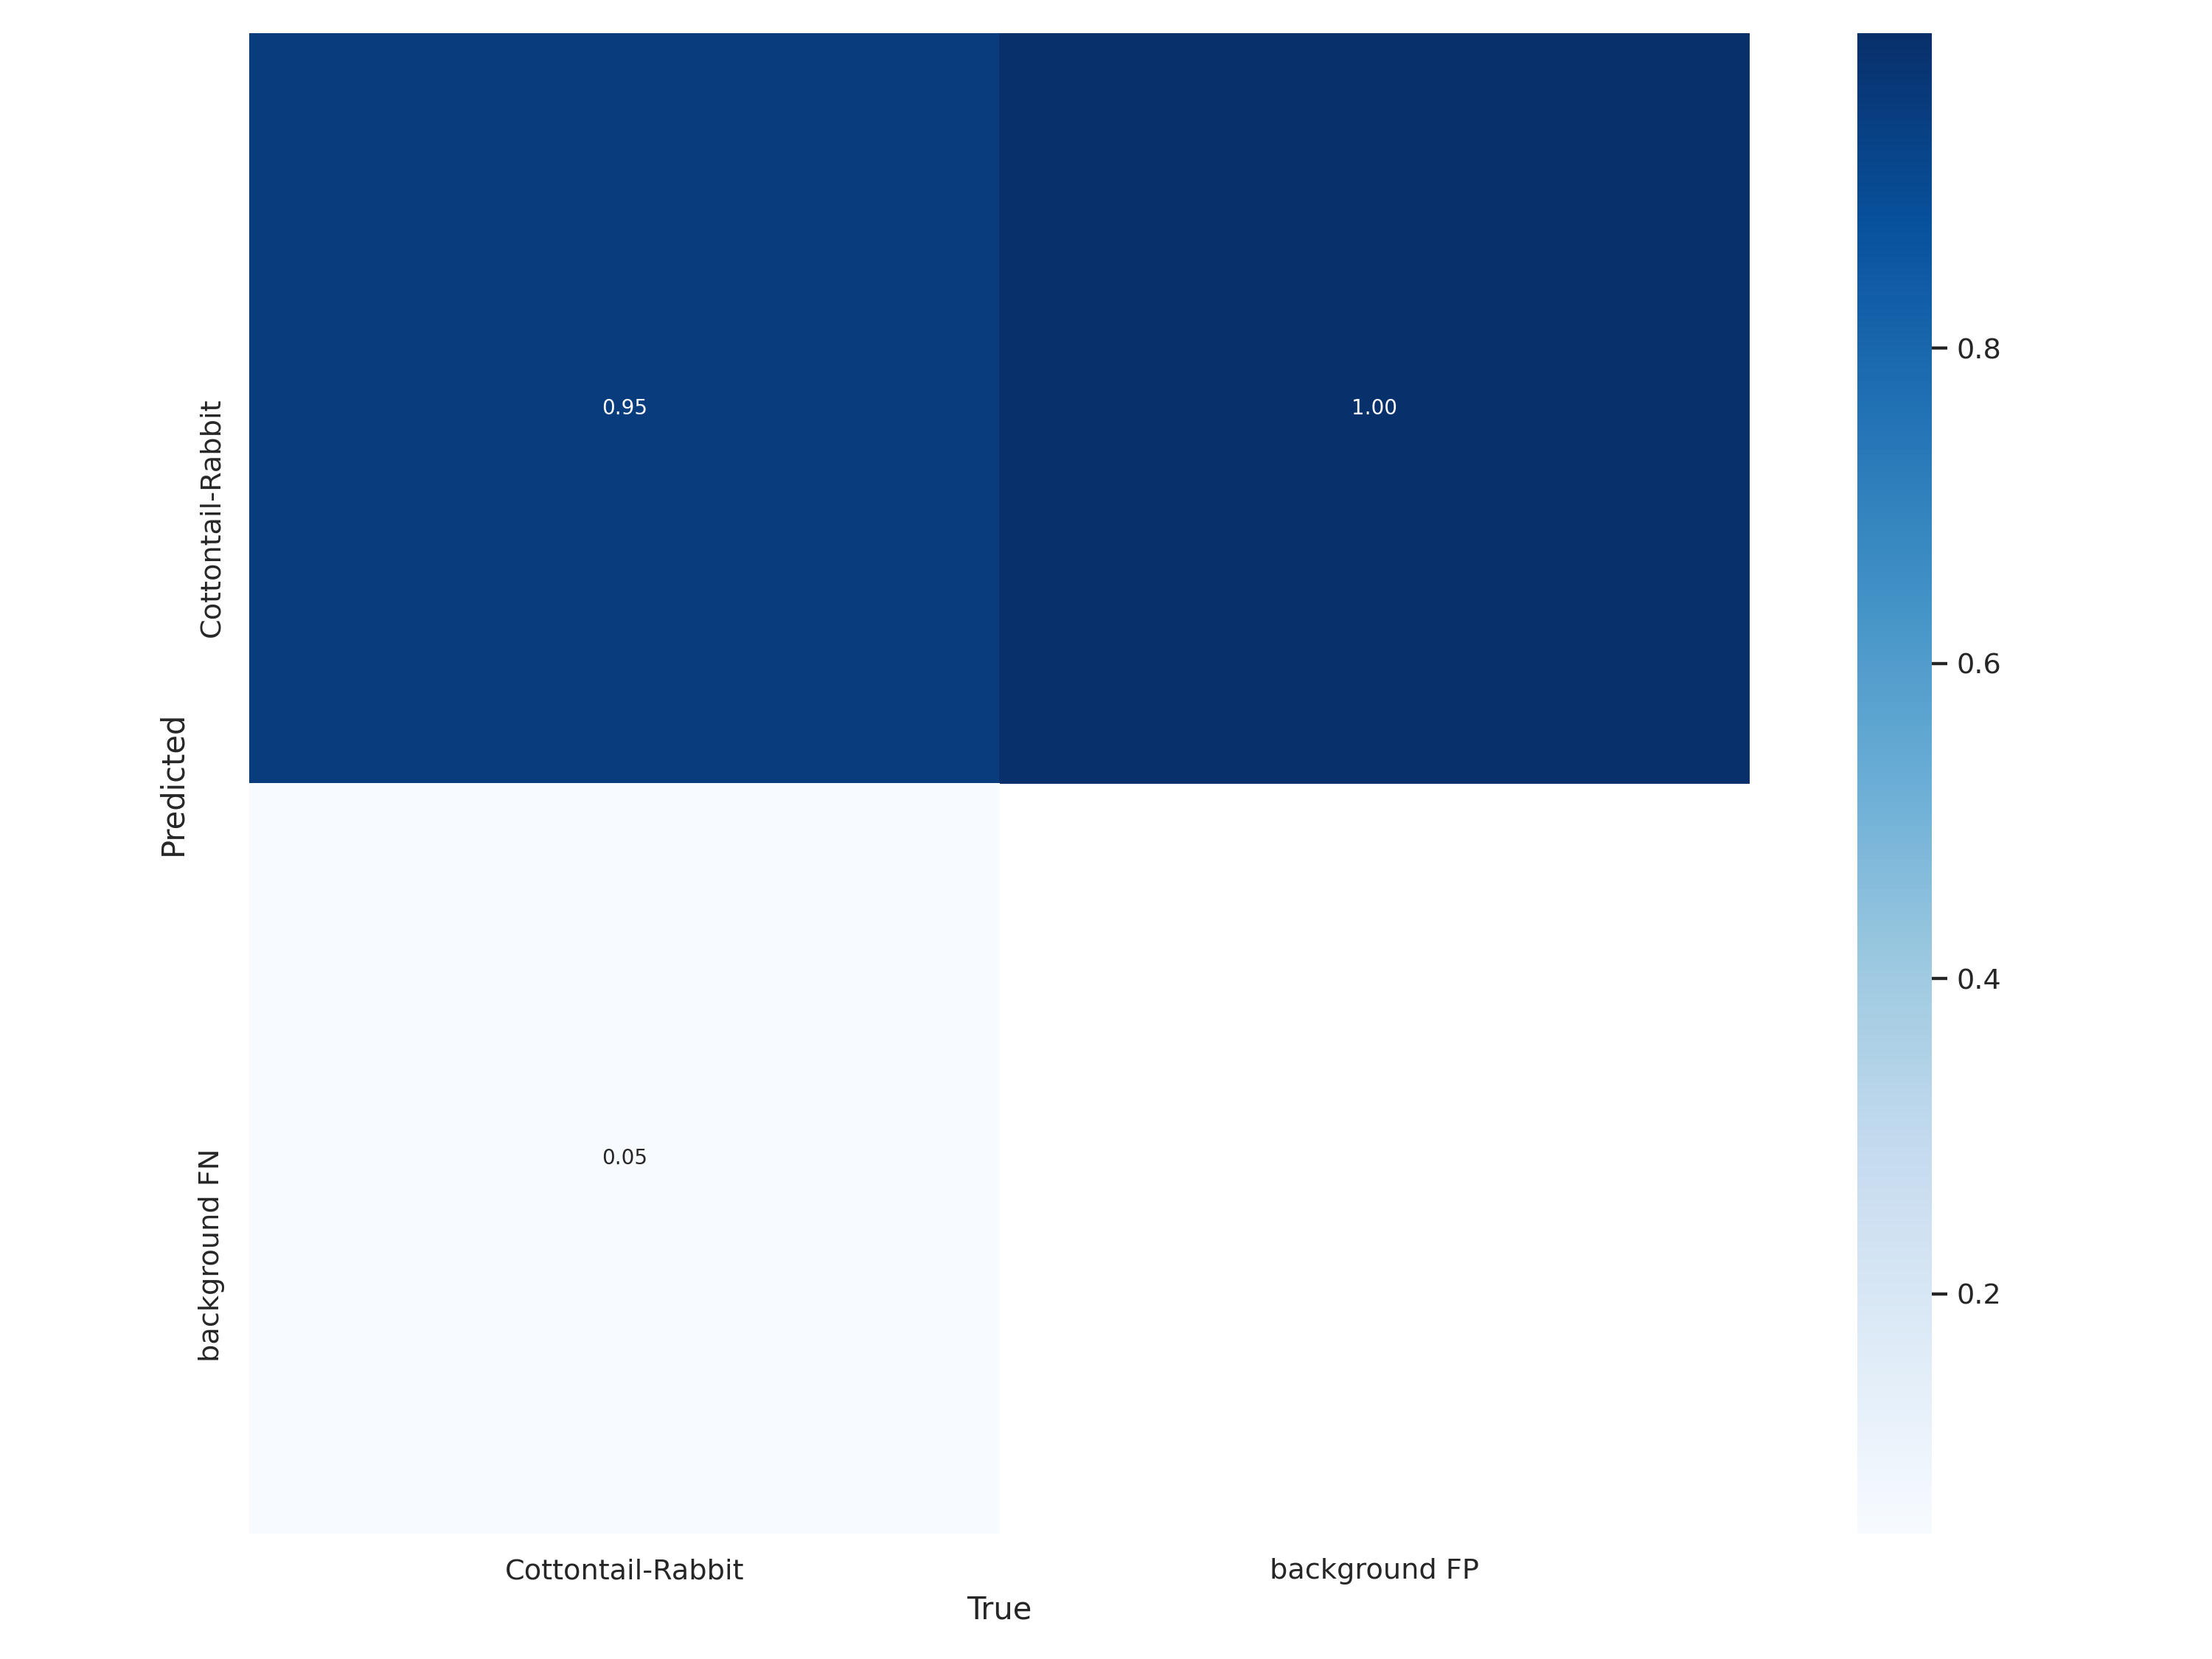 0.95
1.00
0.05
Cottontail-Rabbit
background FN
Predicted
Cottontail-Rabbit
background FP
True
0.8
0.6
0.4
0.2